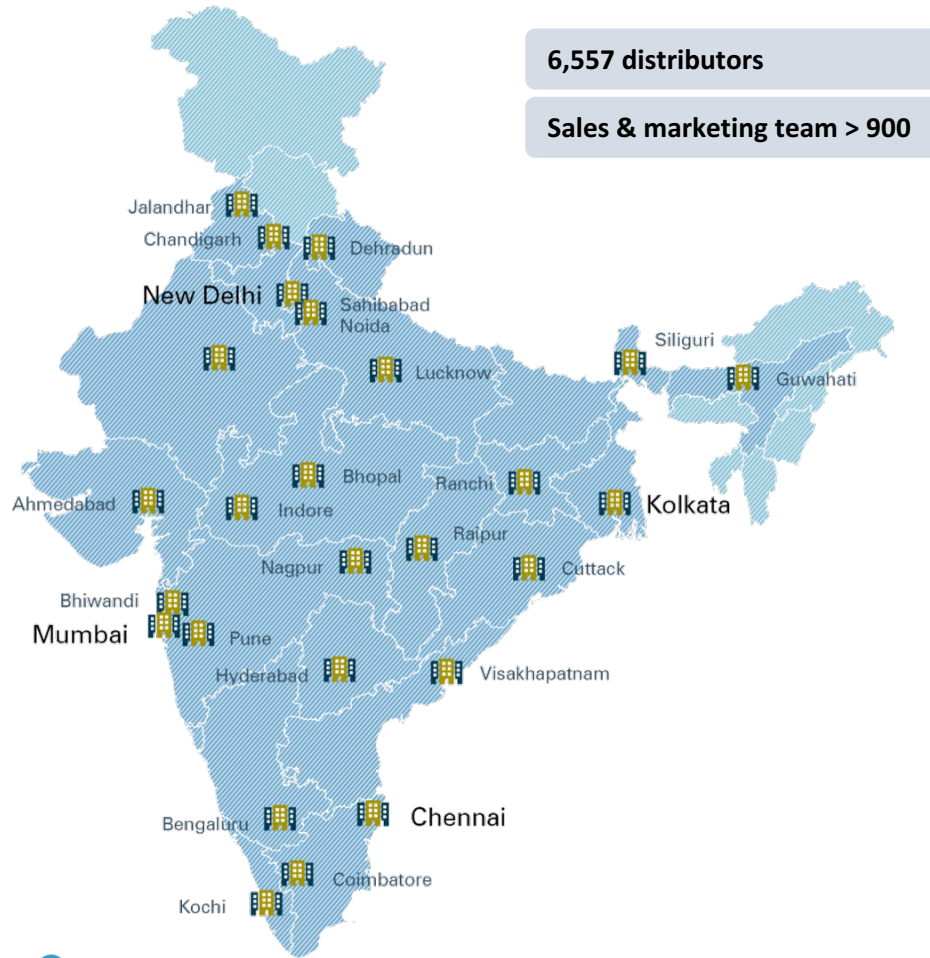 6,557 distributors
Sales & marketing team > 900
Jalandhar
Chandigarh
Dehradun
New Delhi
Sahibabad
Noida
Siliguri
Lucknow
Guwahati
Bhopal
Ranchi
Ahmedabad
Indore
Kolkata
Raipur
Nagpur
Cuttack
Bhiwandi
Mumbai
Pune
Hyderabad
Visakhapatnam
Bengaluru
Chennai
Coimbatore
Kochi